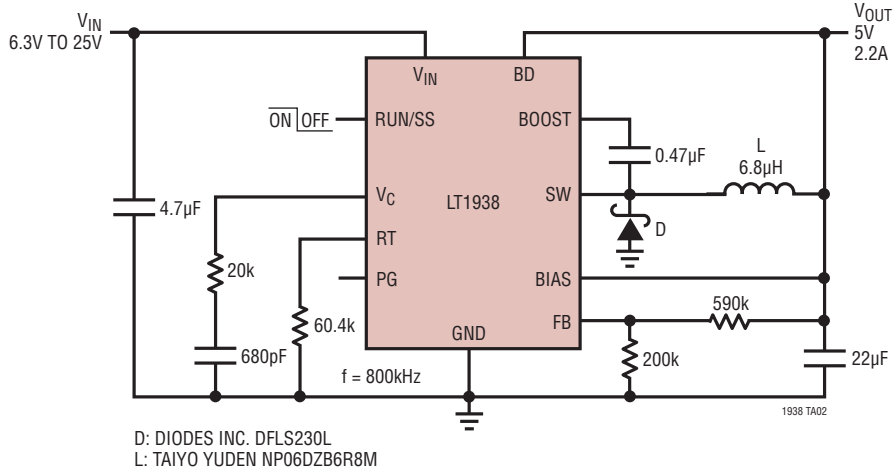 VIN
6.3V TO 25V
VOUT
5V
2.2A
VIN
BD
ON OFF
RUN/SS
BOOST
0.47µF
L
6.8µH
4.7µF
VC
LT1938
SW
D
20k
RT
PG
BIAS
60.4k
590k
FB
680pF
GND
200k
22µF
f = 800kHz
1938 TA02
D: DIODES INC. DFLS230L
L: TAIYO YUDEN NP06DZB6R8M